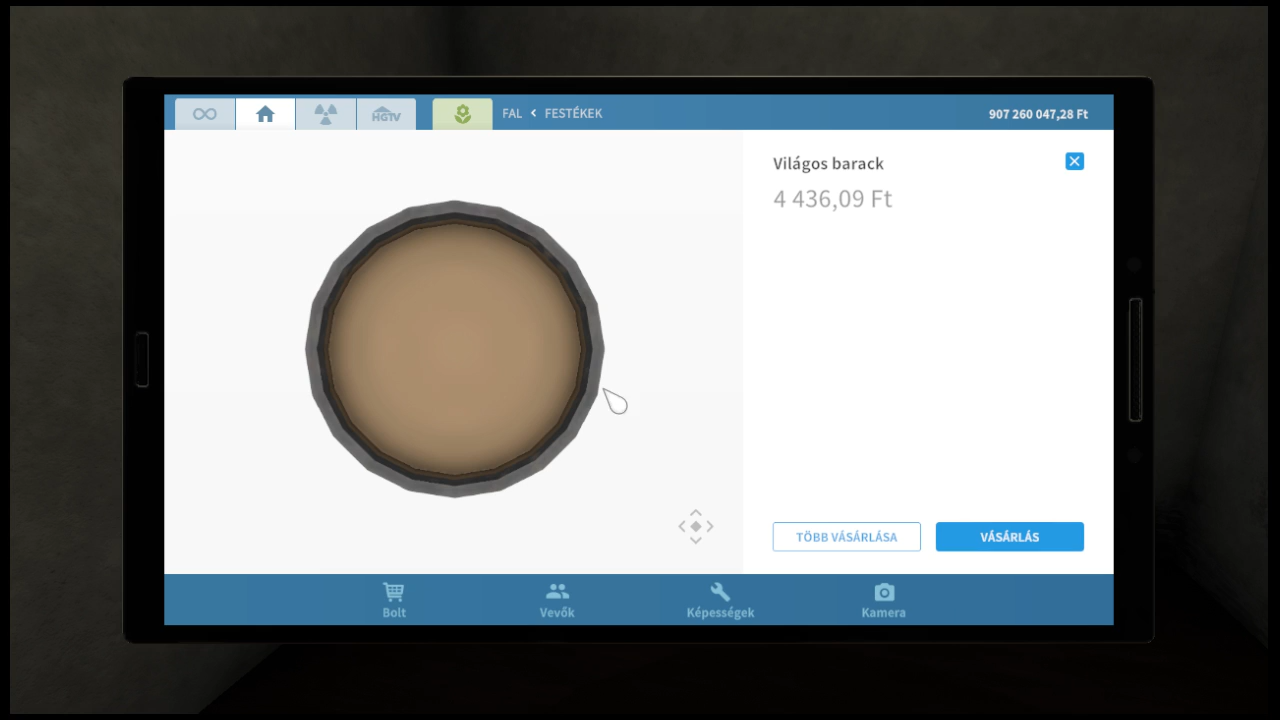 HGTV
FAL < FESTÉKEK
907 260 047,28 Ft
Világos barack
4 436,09 Ft
TÖBB VÁSÁRLÁSA
VÁSÁRLÁS
Bolt
Vevők
Képességek
Kamera